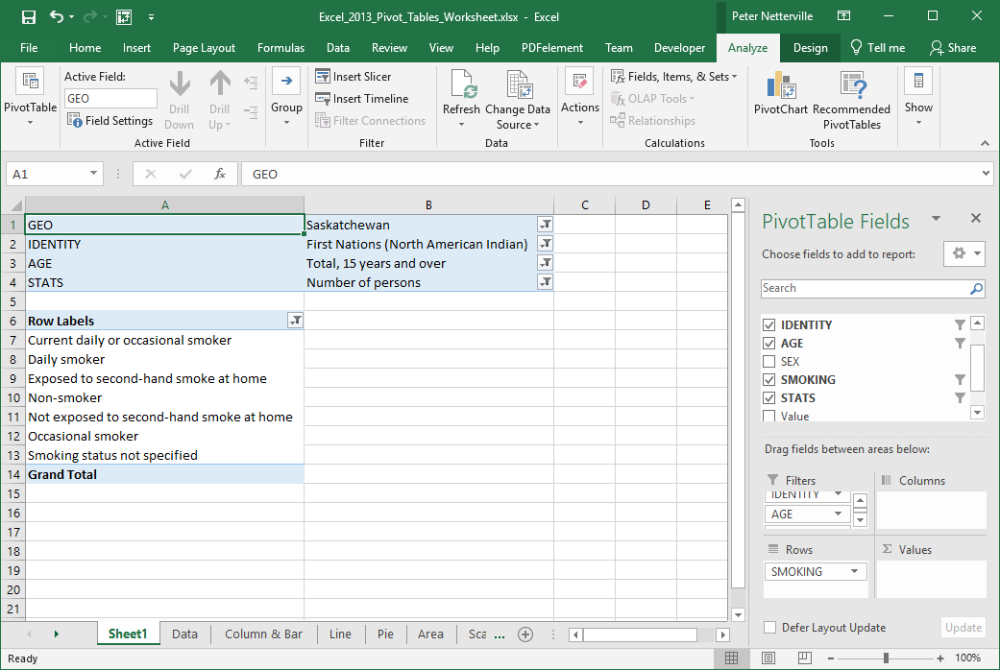 Excel_2013_Pivot_Tables_Worksheet.xlsx - Excel
Peter Netterville
File Home Insert Page Layout Formulas Data Review View Help PDFelement Team Developer Analyze Design Tell me Share
PivotTable
Active Field:
GEO
Field Settings
Drill Down
Drill Up
Active Field
Group
Insert Slicer
Insert Timeline
Filter Connections
Filter
Refresh
Change Data Source
Data
Actions
Fields, Items, & Sets
OLAP Tools
Relationships
Calculations
PivotChart
Recommended PivotTables
Tools
Show
A1
fx
GEO
A B C D E
1 GEO Saskatchewan
2 IDENTITY First Nations (North American Indian)
3 AGE Total, 15 years and over
4 STATS Number of persons
5
6 Row Labels
7 Current daily or occasional smoker
8 Daily smoker
9 Exposed to second-hand smoke at home
10 Non-smoker
11 Not exposed to second-hand smoke at home
12 Occasional smoker
13 Smoking status not specified
14 Grand Total
15
16
17
18
19
20
21
PivotTable Fields
Choose fields to add to report:
Search
IDENTITY
AGE
SEX
SMOKING
STATS
Value
Drag fields between areas below:
Filters
IDENTITY
AGE
Columns
Rows
SMOKING
Σ Values
Defer Layout Update
Update
Sheet1 Data Column & Bar Line Pie Area Sca ...
Ready
100%